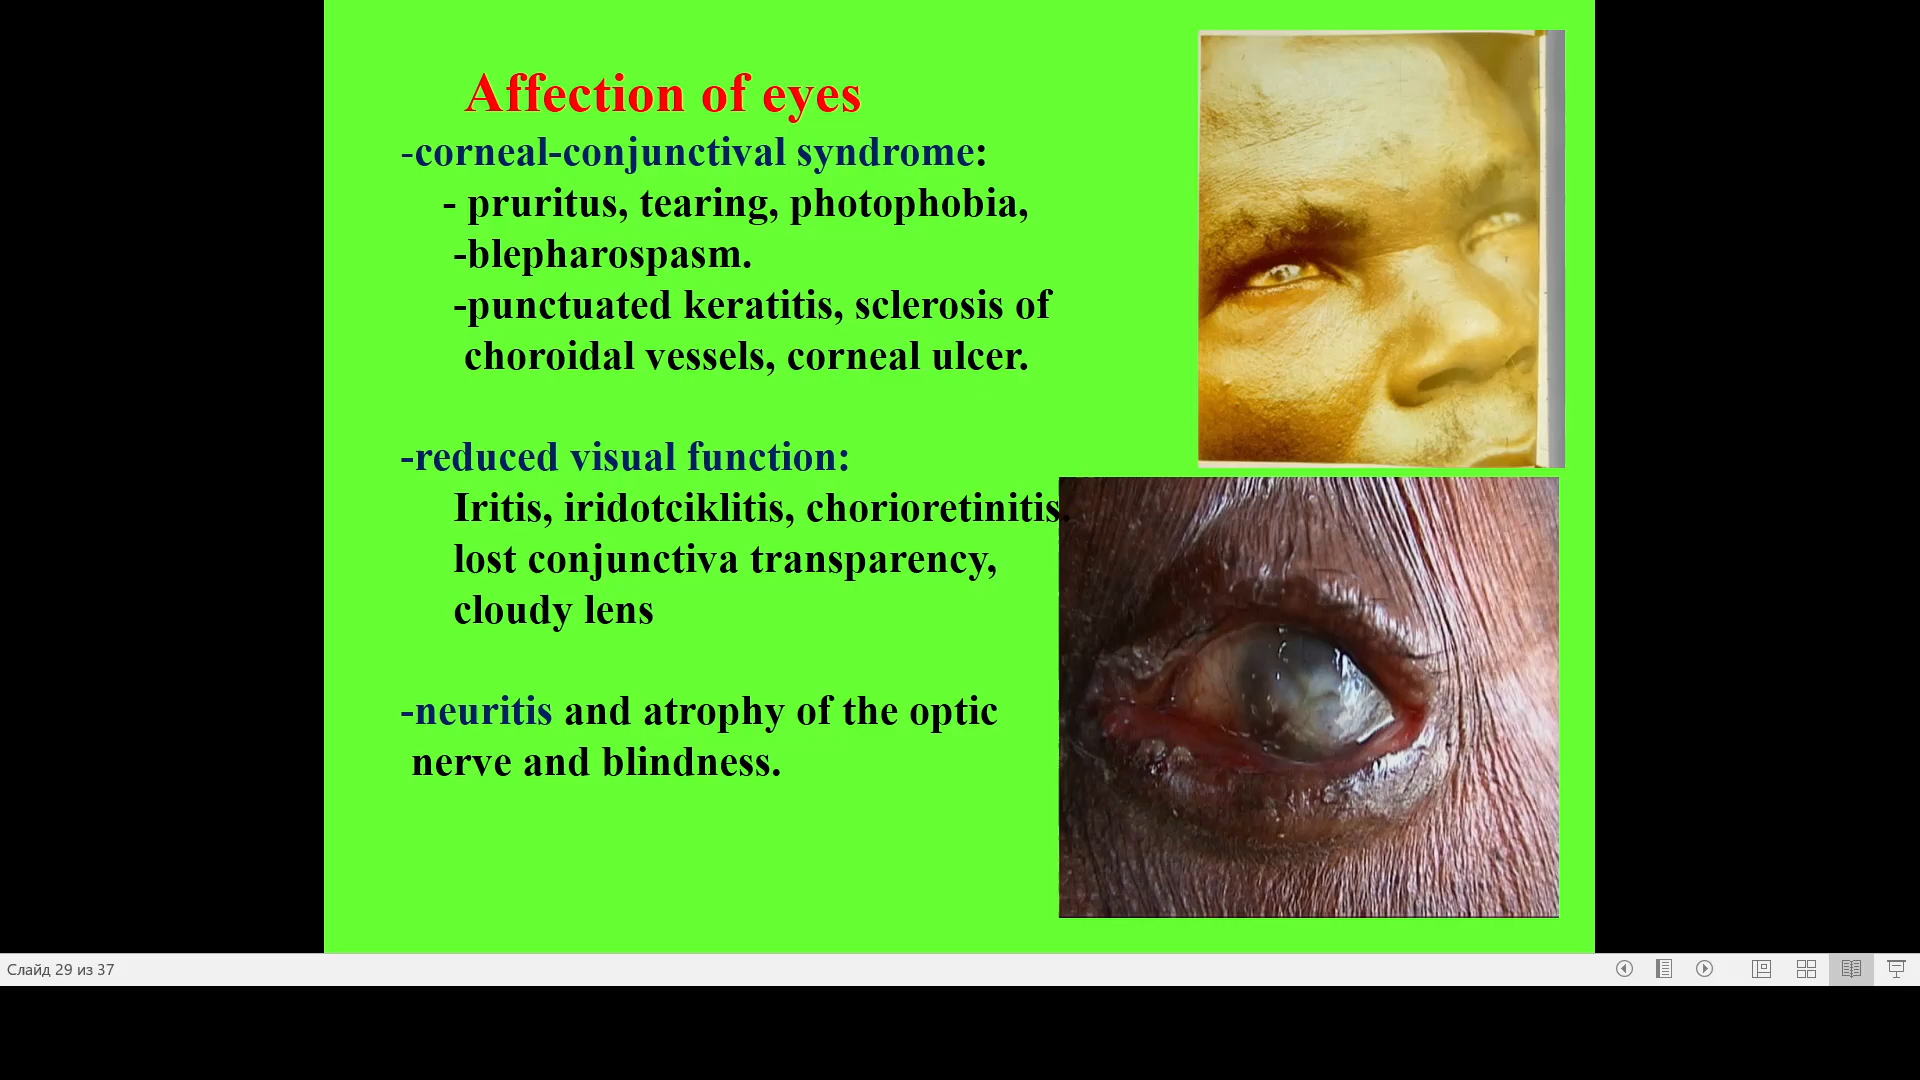 Affection of eyes
-corneal-conjunctival syndrome:
- pruritus, tearing, photophobia,
-blepharospasm.
-punctuated keratitis, sclerosis of
choroidal vessels, corneal ulcer.
-reduced visual function:
Iritis, iridotciklitis, chorioretinitis.
lost conjunctiva transparency,
cloudy lens
-neuritis and atrophy of the optic
nerve and blindness.
Слайд 29 из 37